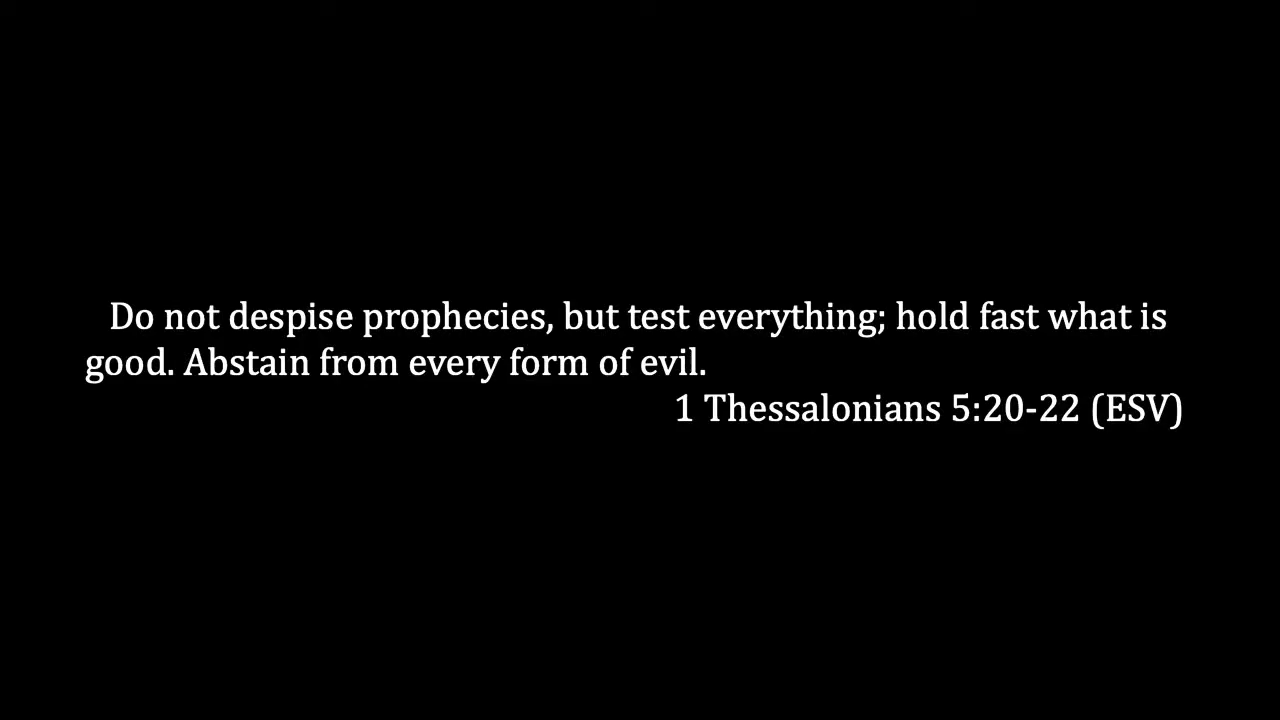 Do not despise prophecies, but test everything; hold fast what is
good. Abstain from every form of evil.
1 Thessalonians 5:20-22 (ESV)